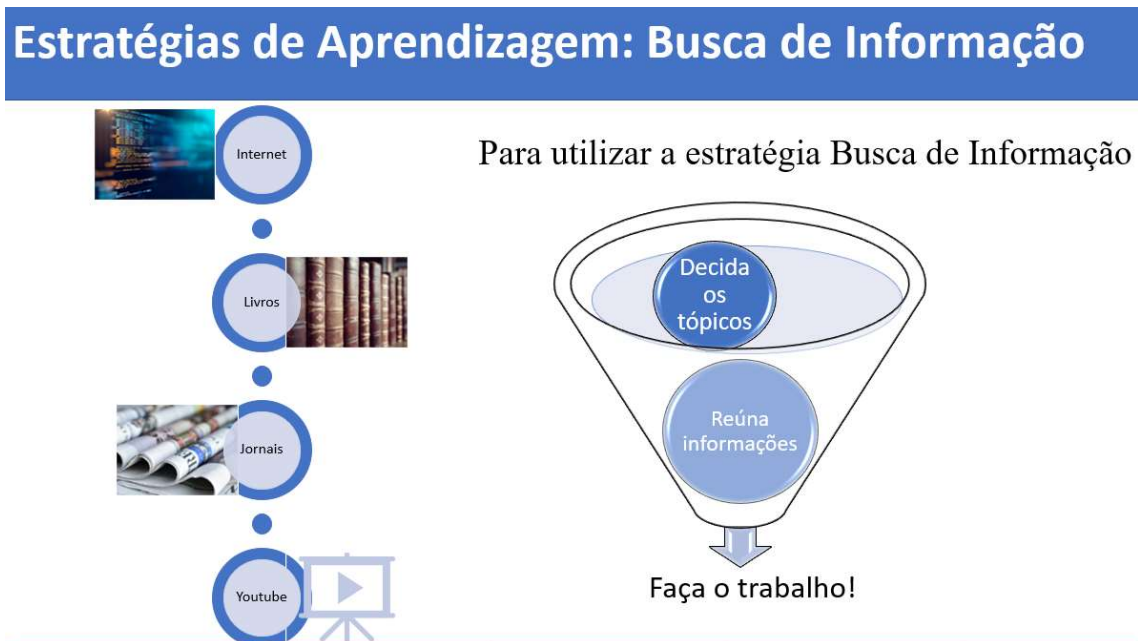 Estratégias de Aprendizagem: Busca de Informação
Internet
Livros
Jornais
Youtube
Para utilizar a estratégia Busca de Informação
Decida
os
tópicos
Reúna
informações
Faça o trabalho!